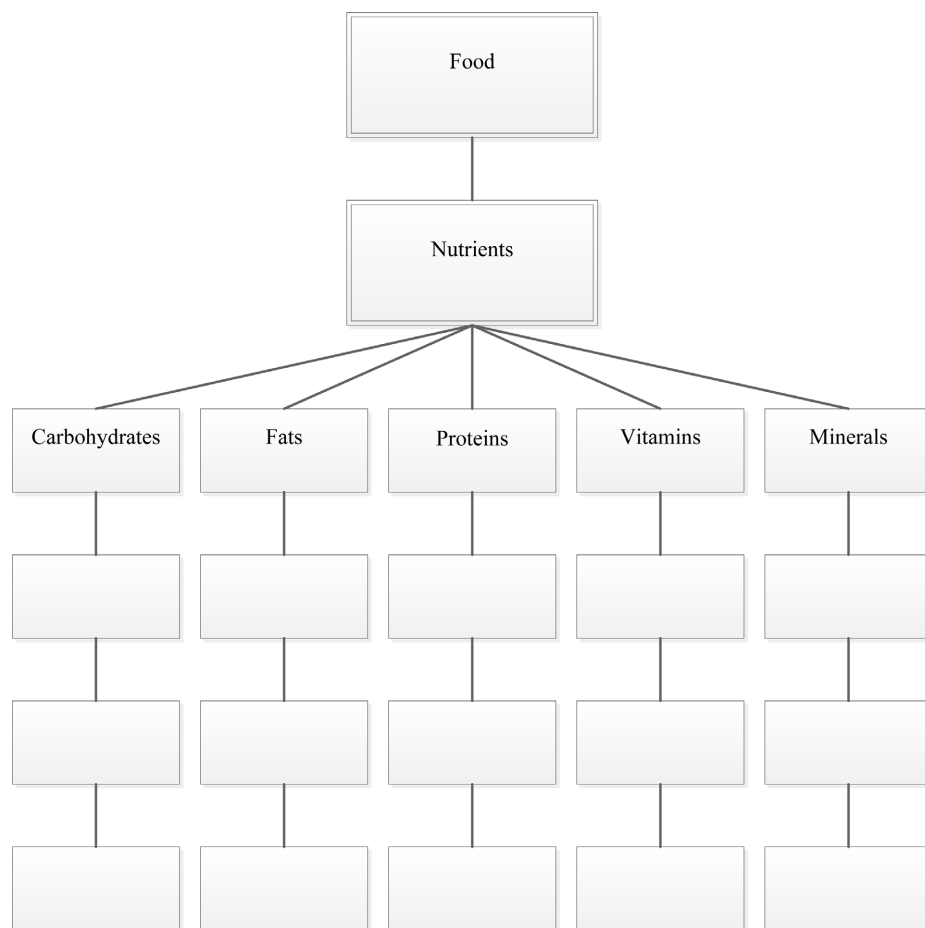 Food
Nutrients
Carbohydrates
Fats
Proteins
Vitamins
Minerals